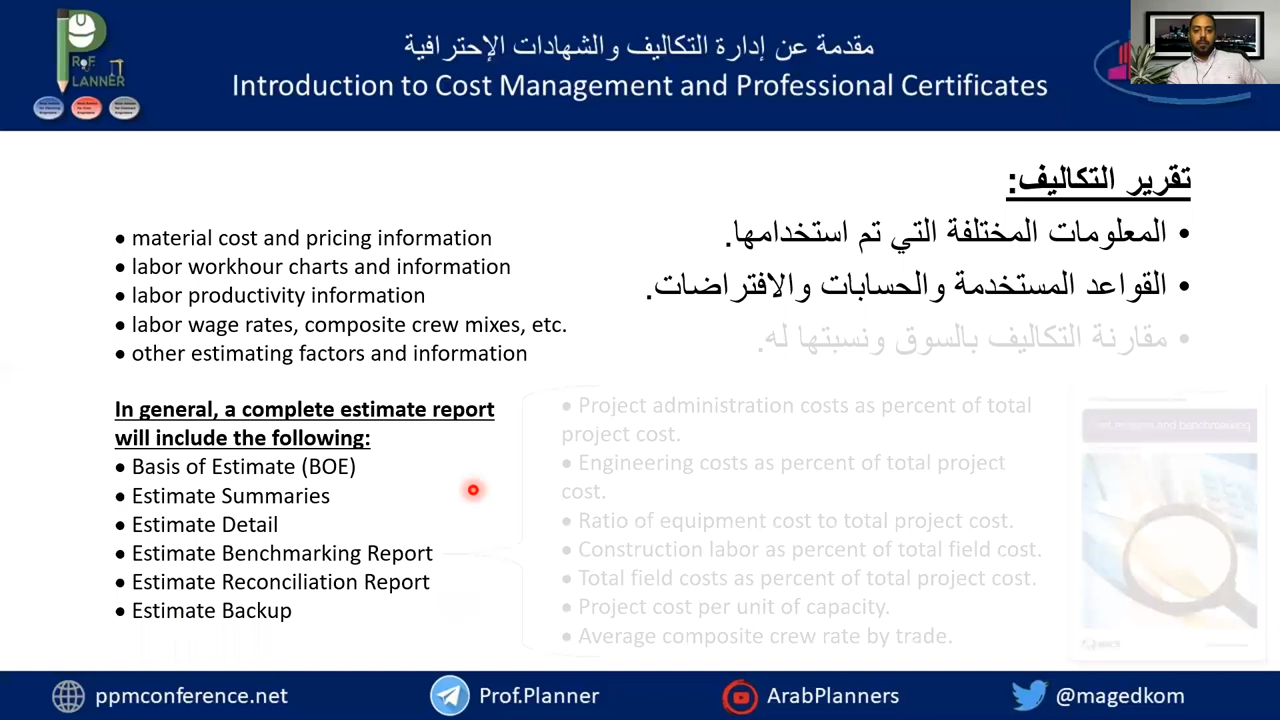 مقدمة عن إدارة التكاليف والشهادات الإحترافية
Introduction to Cost Management and Professional Certificates
PROF.
PLANNER
تقرير التكاليف:
• المعلومات المختلفة التي تم استخدامها.
• القواعد المستخدمة والحسابات والافتراضات.
• مقارنة التكاليف بالسوق ونسبتها له.
• material cost and pricing information
• labor workhour charts and information
• labor productivity information
• labor wage rates, composite crew mixes, etc.
• other estimating factors and information
In general, a complete estimate report
will include the following:
• Basis of Estimate (BOE)
• Estimate Summaries
• Estimate Detail
• Estimate Benchmarking Report
• Estimate Reconciliation Report
• Estimate Backup
• Project administration costs as percent of total
project cost.
• Engineering costs as percent of total project
cost.
• Ratio of equipment cost to total project cost.
• Construction labor as percent of total field cost.
• Total field costs as percent of total project cost.
• Project cost per unit of capacity.
• Average composite crew rate by trade.
and benchmarking
ppmconference.net
Prof.Planner
ArabPlanners
@magedkom